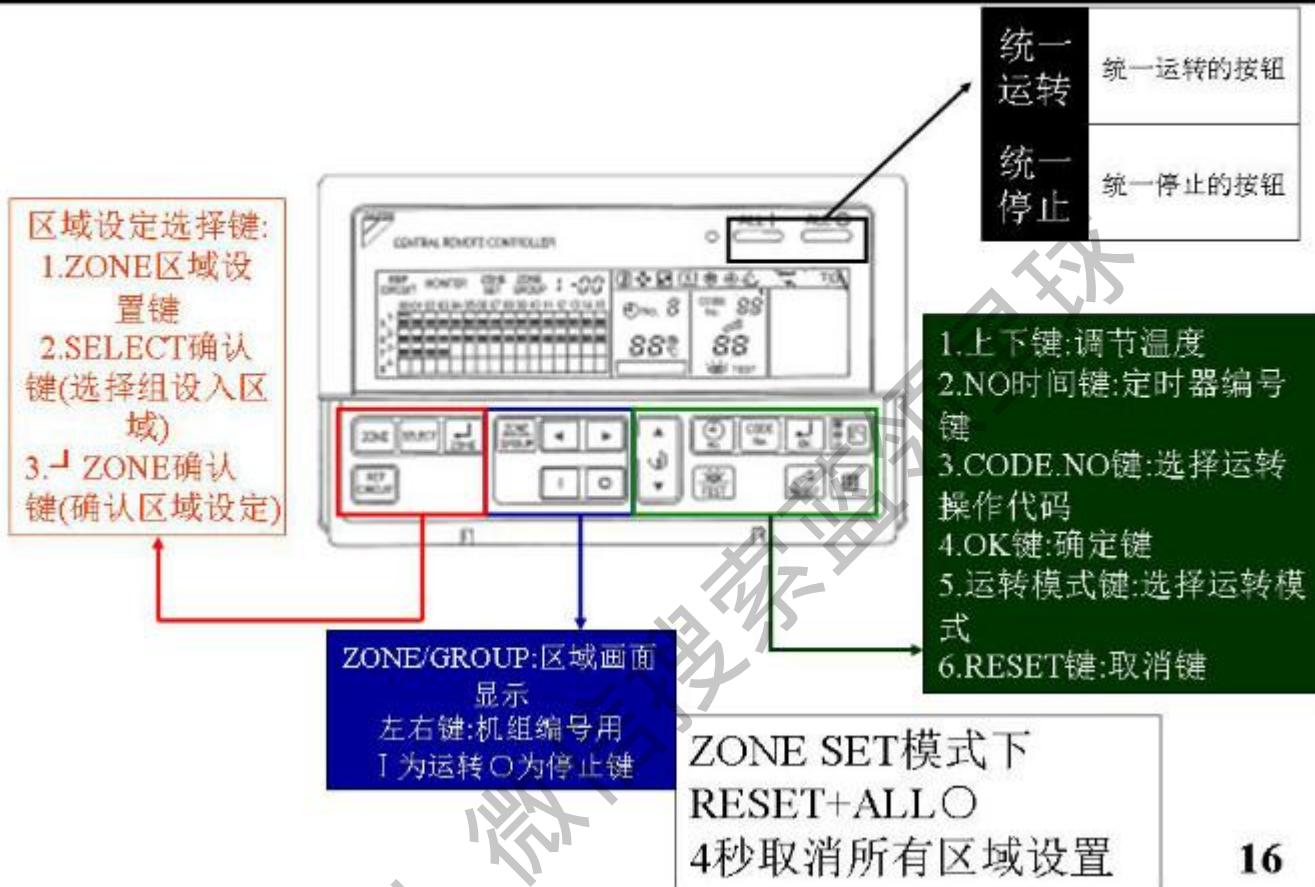 统一
运转
统一运转的按钮
统一
停止
统一停止的按钮
区域设定选择键:
1.ZONE区域设
置键
2.SELECT确认
键(选择组设入区
域)
3.┘ZONE确认
键(确认区域设定)
CENTRAL REMOTE CONTROLLER
ZONE
SELECT
ZONE
ZONE
GROUP
CODE
No.
TEST
1.上下键:调节温度
2.NO时间键:定时器编号
键
3.CODE.NO键:选择运转
操作代码
4.OK键:确定键
5.运转模式键:选择运转模
式
6.RESET键:取消键
ZONE/GROUP:区域画面
显示
左右键:机组编号用
I为运转○为停止键
ZONE SET模式下
RESET+ALL○
4秒取消所有区域设置
16